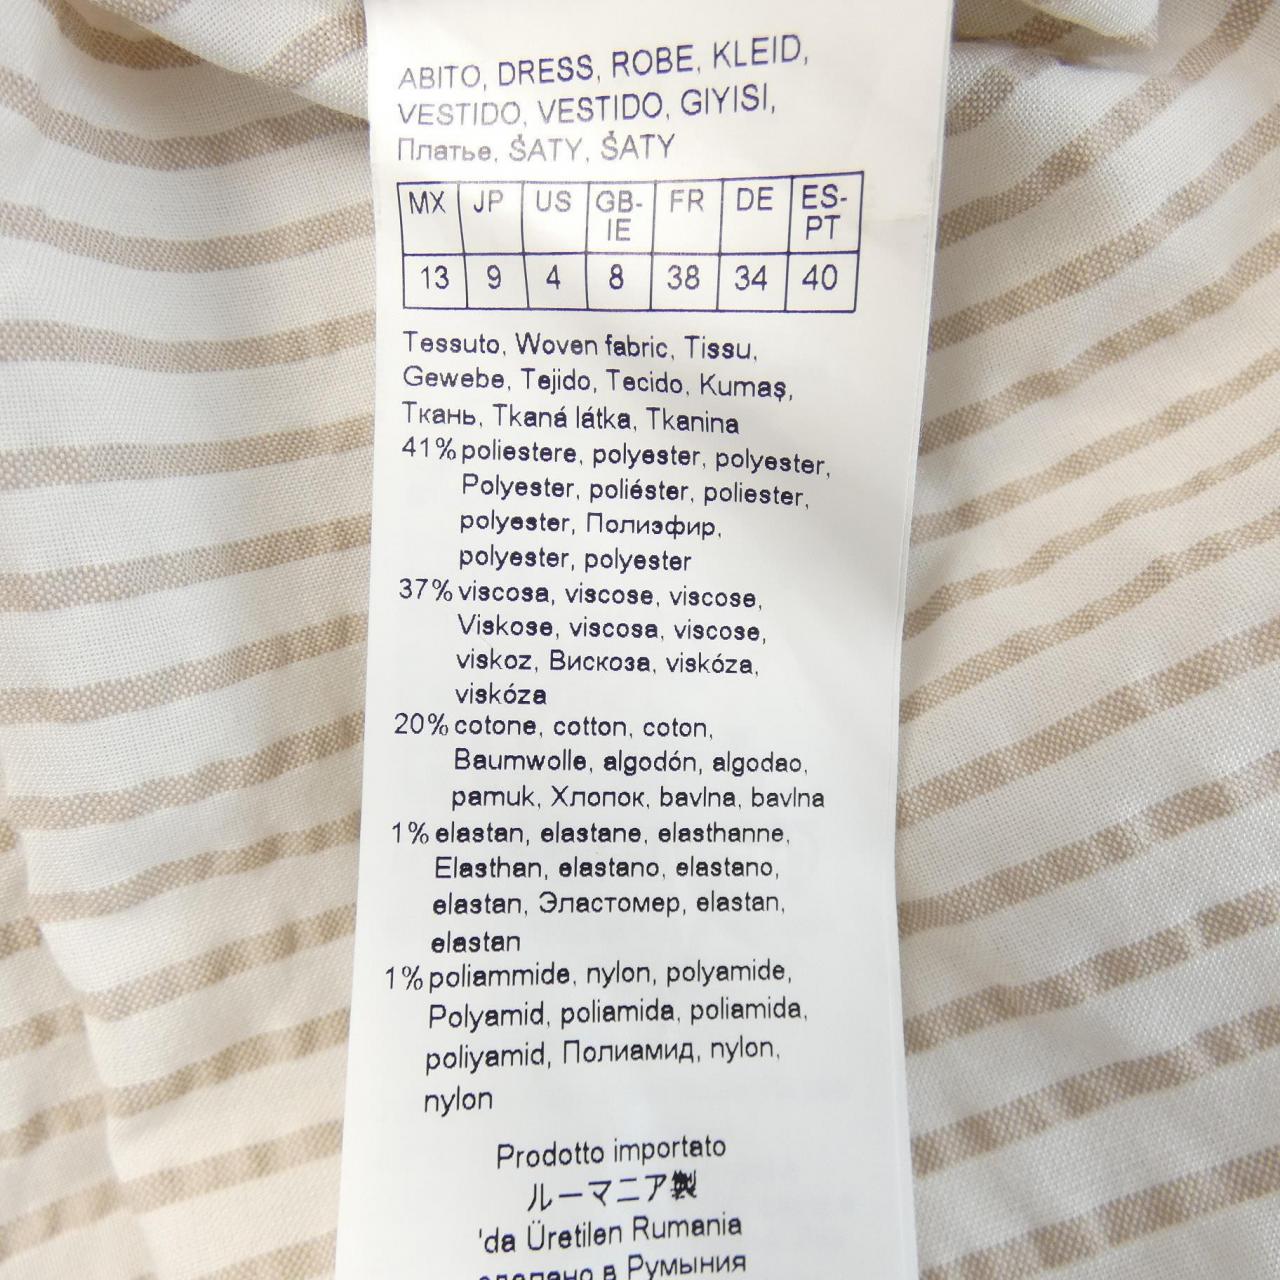 ABITO, DRESS, ROBE, KLEID,
VESTIDO, VESTIDO, GIYISI,
Платье, ŠATY, ŠATY
MX JP US GB-IE FR DE ES-PT
13 9 4 8 38 34 40
Tessuto, Woven fabric, Tissu,
Gewebe, Tejido, Tecido, Kumaş,
Ткань, Tkaná látka, Tkanina
41% poliestere, polyester, polyester,
Polyester, poliéster, poliester,
polyester, Полиэфир,
polyester, polyester
37% viscosa, viscose, viscose,
Viskose, viscosa, viscose,
viskoz, Вискоза, viskóza,
viskóza
20% cotone, cotton, coton,
Baumwolle, algodón, algodao,
pamuk, Хлопок, bavlna, bavlna
1% elastan, elastane, elasthanne,
Elasthan, elastano, elastano,
elastan, Эластомер, elastan,
elastan
1% poliammide, nylon, polyamide,
Polyamid, poliamida, poliamida,
poliyamid, Полиамид, nylon,
nylon
Prodotto importato
ルーマニア製
'da Üretilen Rumania
сделано в Румыния